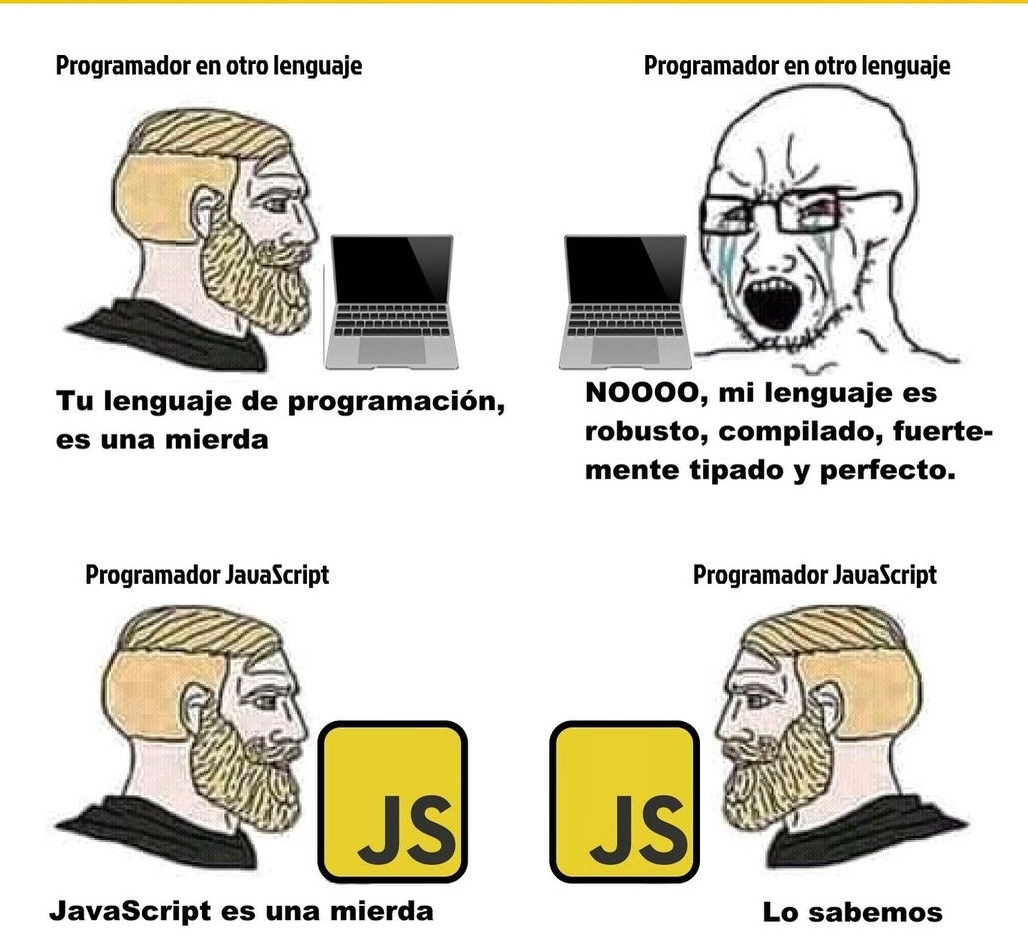 Programador en otro lenguaje
Programador en otro lenguaje
Tu lenguaje de programación,
es una mierda
NOOOO, mi lenguaje es
robusto, compilado, fuerte-
mente tipado y perfecto.
Programador JavaScript
Programador JavaScript
JS
JS
JavaScript es una mierda
Lo sabemos